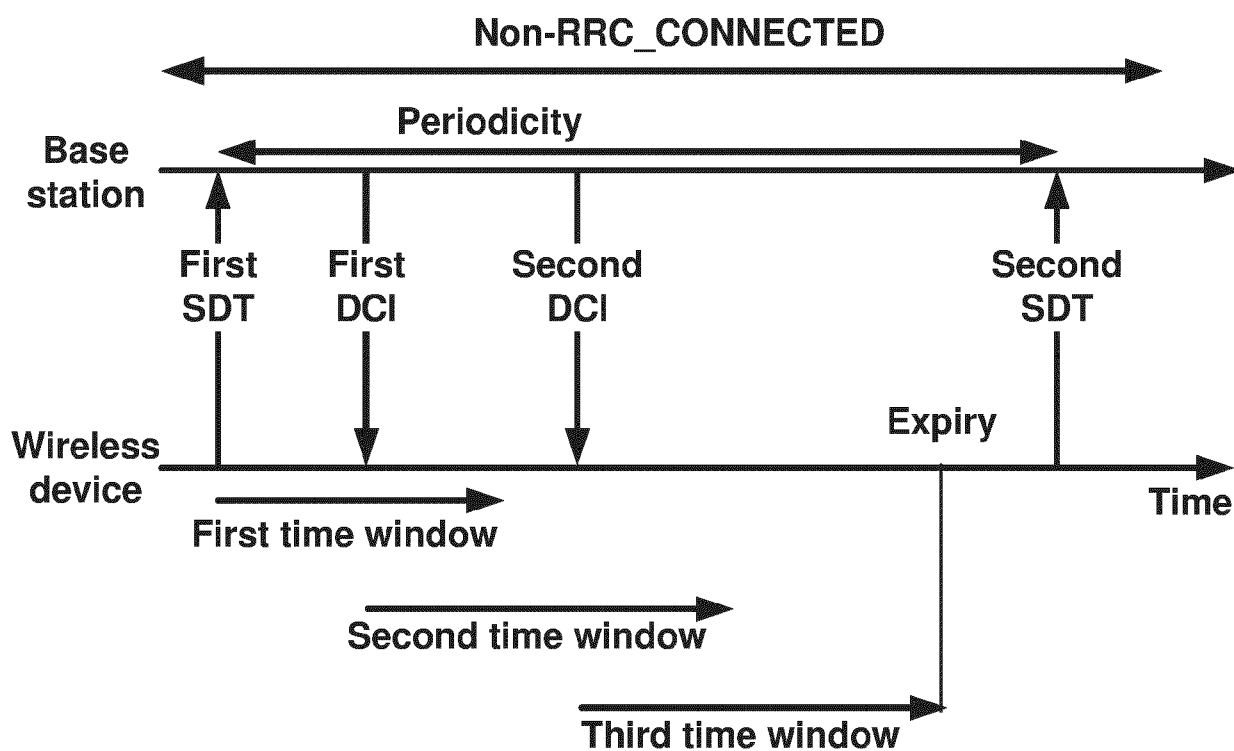 Non-RRC_CONNECTED
Periodicity
Base
station
First
SDT
First
DCI
Second
DCI
Second
SDT
Expiry
Wireless
device
Time
First time window
Second time window
Third time window